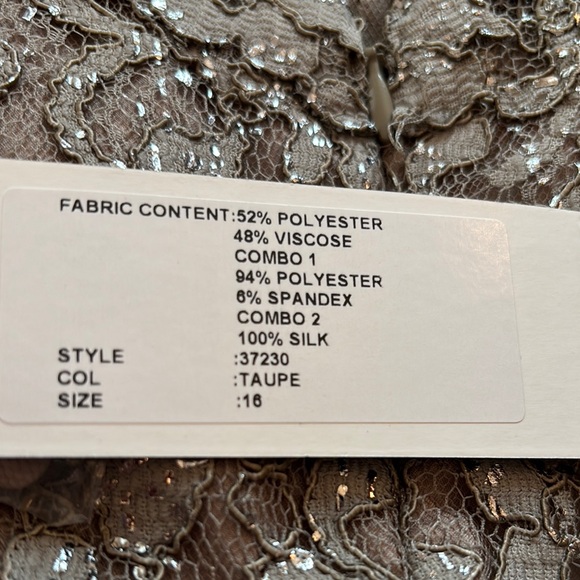 FABRIC CONTENT:52% POLYESTER
48% VISCOSE
COMBO 1
94% POLYESTER
6% SPANDEX
COMBO 2
100% SILK
STYLE :37230
COL :TAUPE
SIZE :16